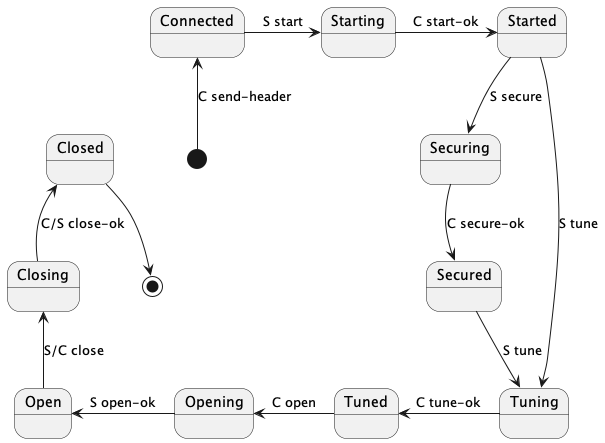 Connected
S start
Starting
C start-ok
Started
C send-header
S secure
Closed
Securing
C/S close-ok
C secure-ok
S tune
Closing
Secured
S/C close
S tune
Open
S open-ok
Opening
C open
Tuned
C tune-ok
Tuning